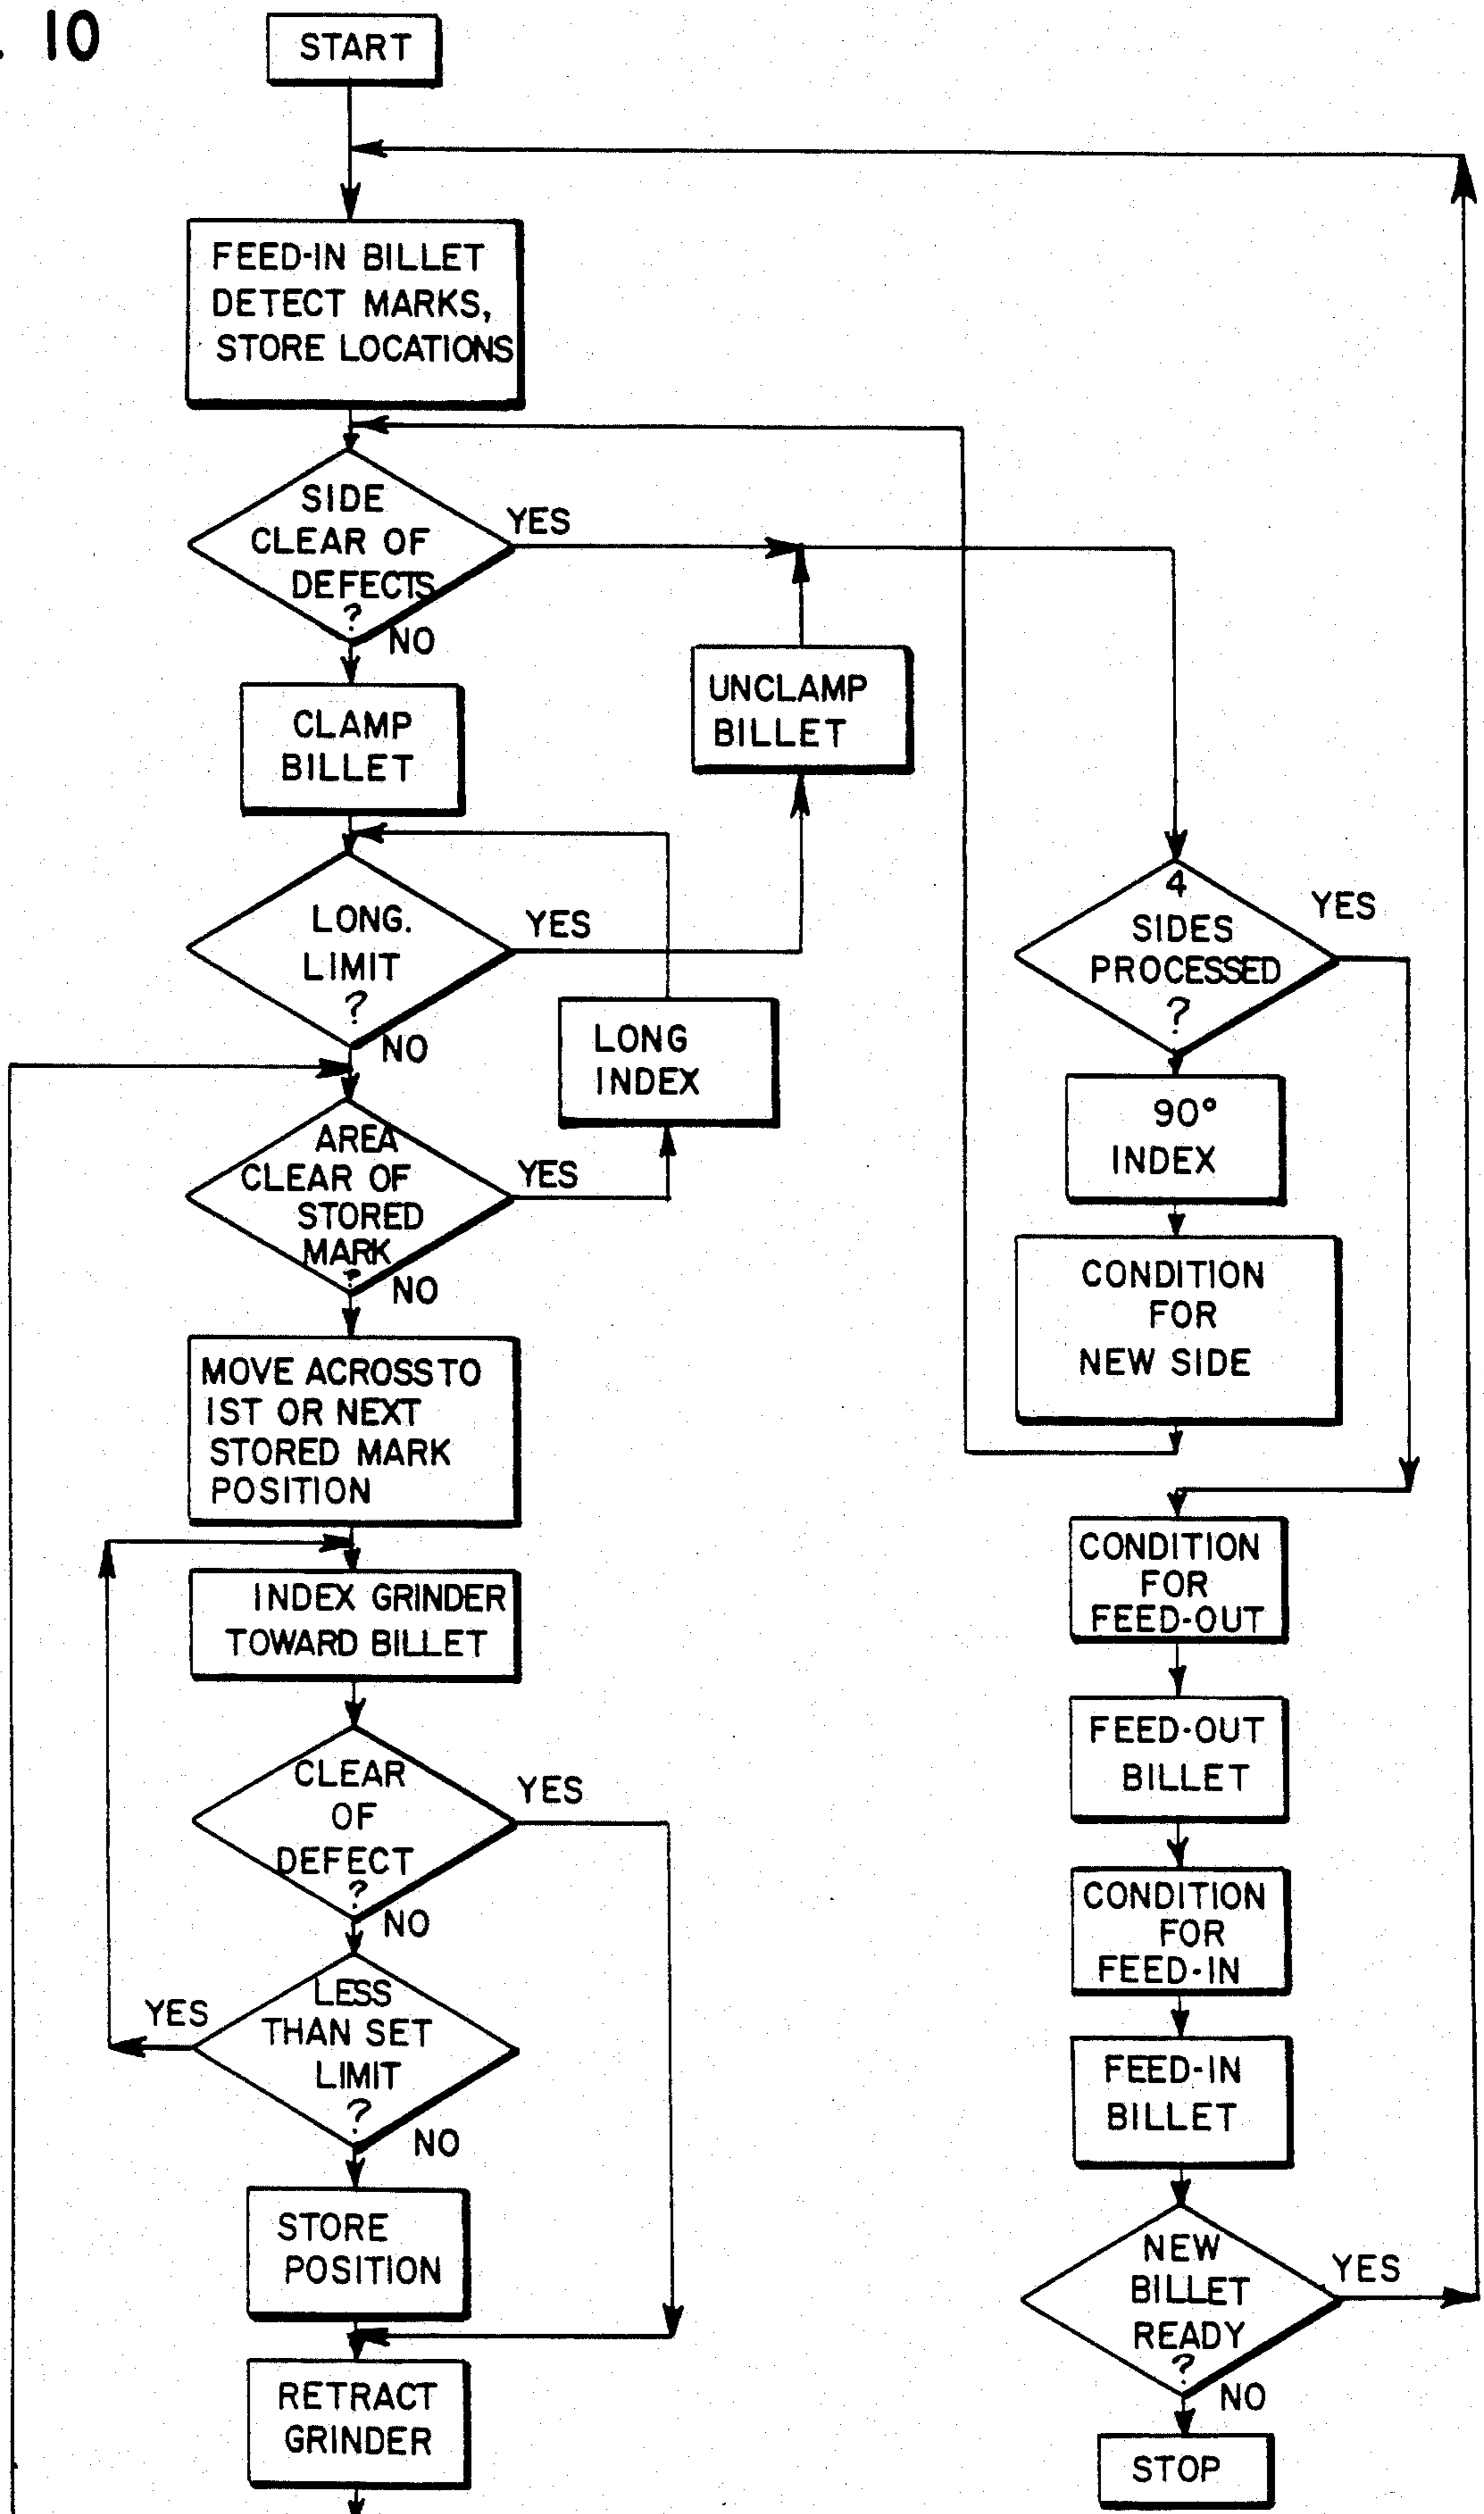 . 10
START
FEED-IN BILLET
DETECT MARKS,
STORE LOCATIONS
SIDE
CLEAR OF
DEFECTS
?
YES
NO
CLAMP
BILLET
UNCLAMP
BILLET
LONG.
LIMIT
?
YES
NO
LONG
INDEX
AREA
CLEAR OF
STORED
MARK
?
YES
NO
MOVE ACROSS TO
1ST OR NEXT
STORED MARK
POSITION
INDEX GRINDER
TOWARD BILLET
CLEAR
OF
DEFECT
?
YES
NO
LESS
THAN SET
LIMIT
?
YES
NO
STORE
POSITION
RETRACT
GRINDER
4
SIDES
PROCESSED
?
YES
90°
INDEX
CONDITION
FOR
NEW SIDE
CONDITION
FOR
FEED-OUT
FEED-OUT
BILLET
CONDITION
FOR
FEED-IN
FEED-IN
BILLET
NEW
BILLET
READY
?
YES
NO
STOP